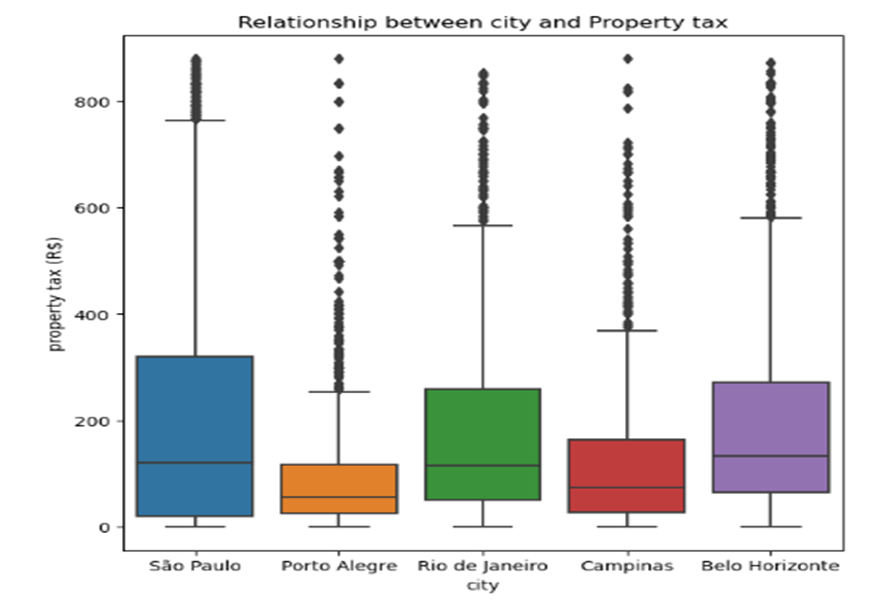 Relationship between city and Property tax
property tax (R$)
800
600
400
200
0
São Paulo Porto Alegre Rio de Janeiro Campinas Belo Horizonte
city